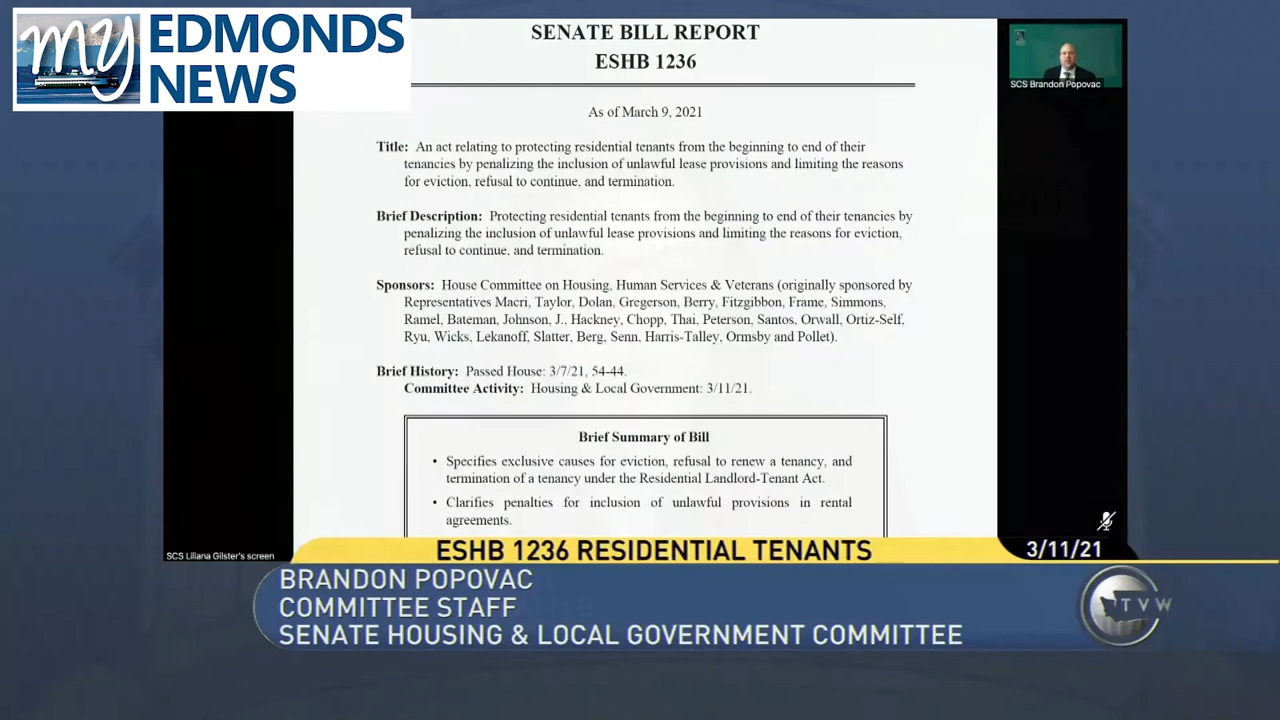 my EDMONDS
NEWS
SENATE BILL REPORT
ESHB 1236
As of March 9, 2021
Title: An act relating to protecting residential tenants from the beginning to end of their
tenancies by penalizing the inclusion of unlawful lease provisions and limiting the reasons
for eviction, refusal to continue, and termination.
Brief Description: Protecting residential tenants from the beginning to end of their tenancies by
penalizing the inclusion of unlawful lease provisions and limiting the reasons for eviction,
refusal to continue, and termination.
Sponsors: House Committee on Housing, Human Services & Veterans (originally sponsored by
Representatives Macri, Taylor, Dolan, Gregerson, Berry, Fitzgibbon, Frame, Simmons,
Ramel, Bateman, Johnson, J., Hackney, Chopp, Thai, Peterson, Santos, Orwall, Ortiz-Self,
Ryu, Wicks, Lekanoff, Slatter, Berg, Senn, Harris-Talley, Ormsby and Pollet).
Brief History: Passed House: 3/7/21, 54-44.
Committee Activity: Housing & Local Government: 3/11/21.
Brief Summary of Bill
• Specifies exclusive causes for eviction, refusal to renew a tenancy, and
termination of a tenancy under the Residential Landlord-Tenant Act.
• Clarifies penalties for inclusion of unlawful provisions in rental
agreements.
SCS Brandon Popovac
SCS Liliana Gilster's screen
ESHB 1236 RESIDENTIAL TENANTS
3/11/21
BRANDON POPOVAC
COMMITTEE STAFF
SENATE HOUSING & LOCAL GOVERNMENT COMMITTEE
TVW